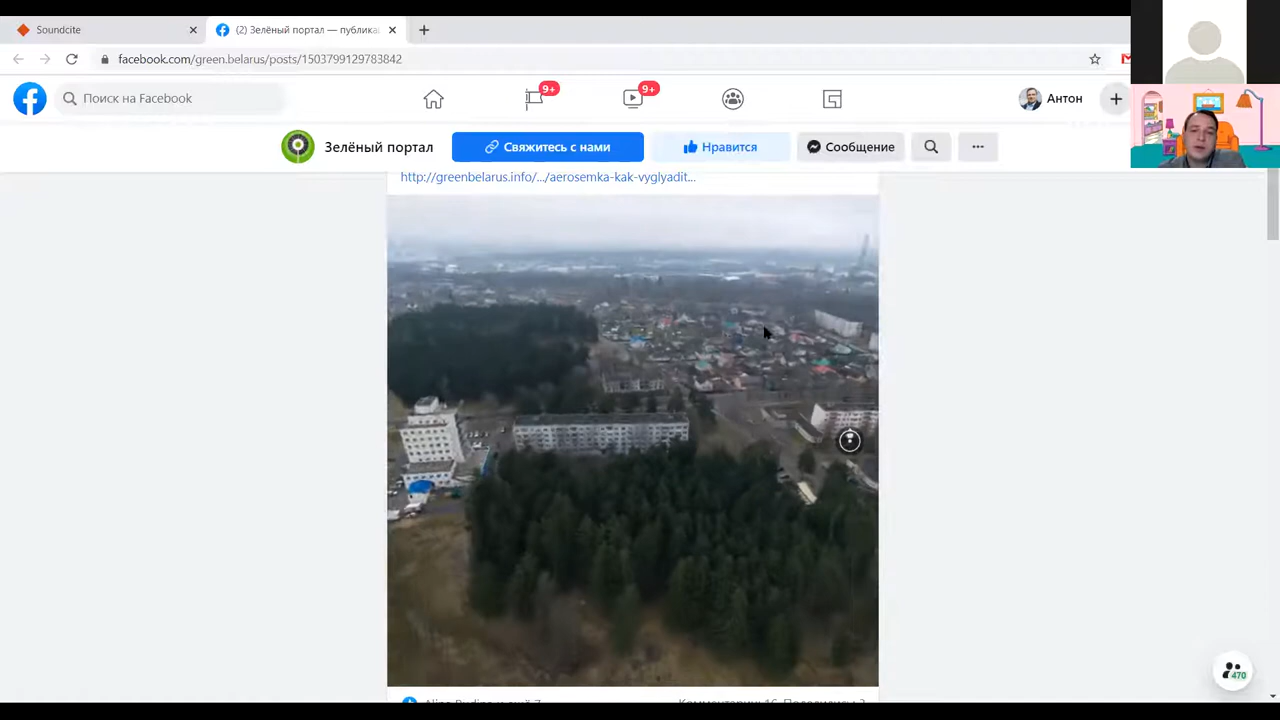 Soundcite
(2) Зелёный портал — публика
facebook.com/green.belarus/posts/1503799129783842
Поиск на Facebook
9+
9+
Антон
Зелёный портал
Свяжитесь с нами
Нравится
Сообщение
http://greenbelarus.info/.../aerosemka-kak-vyglyadit...
470